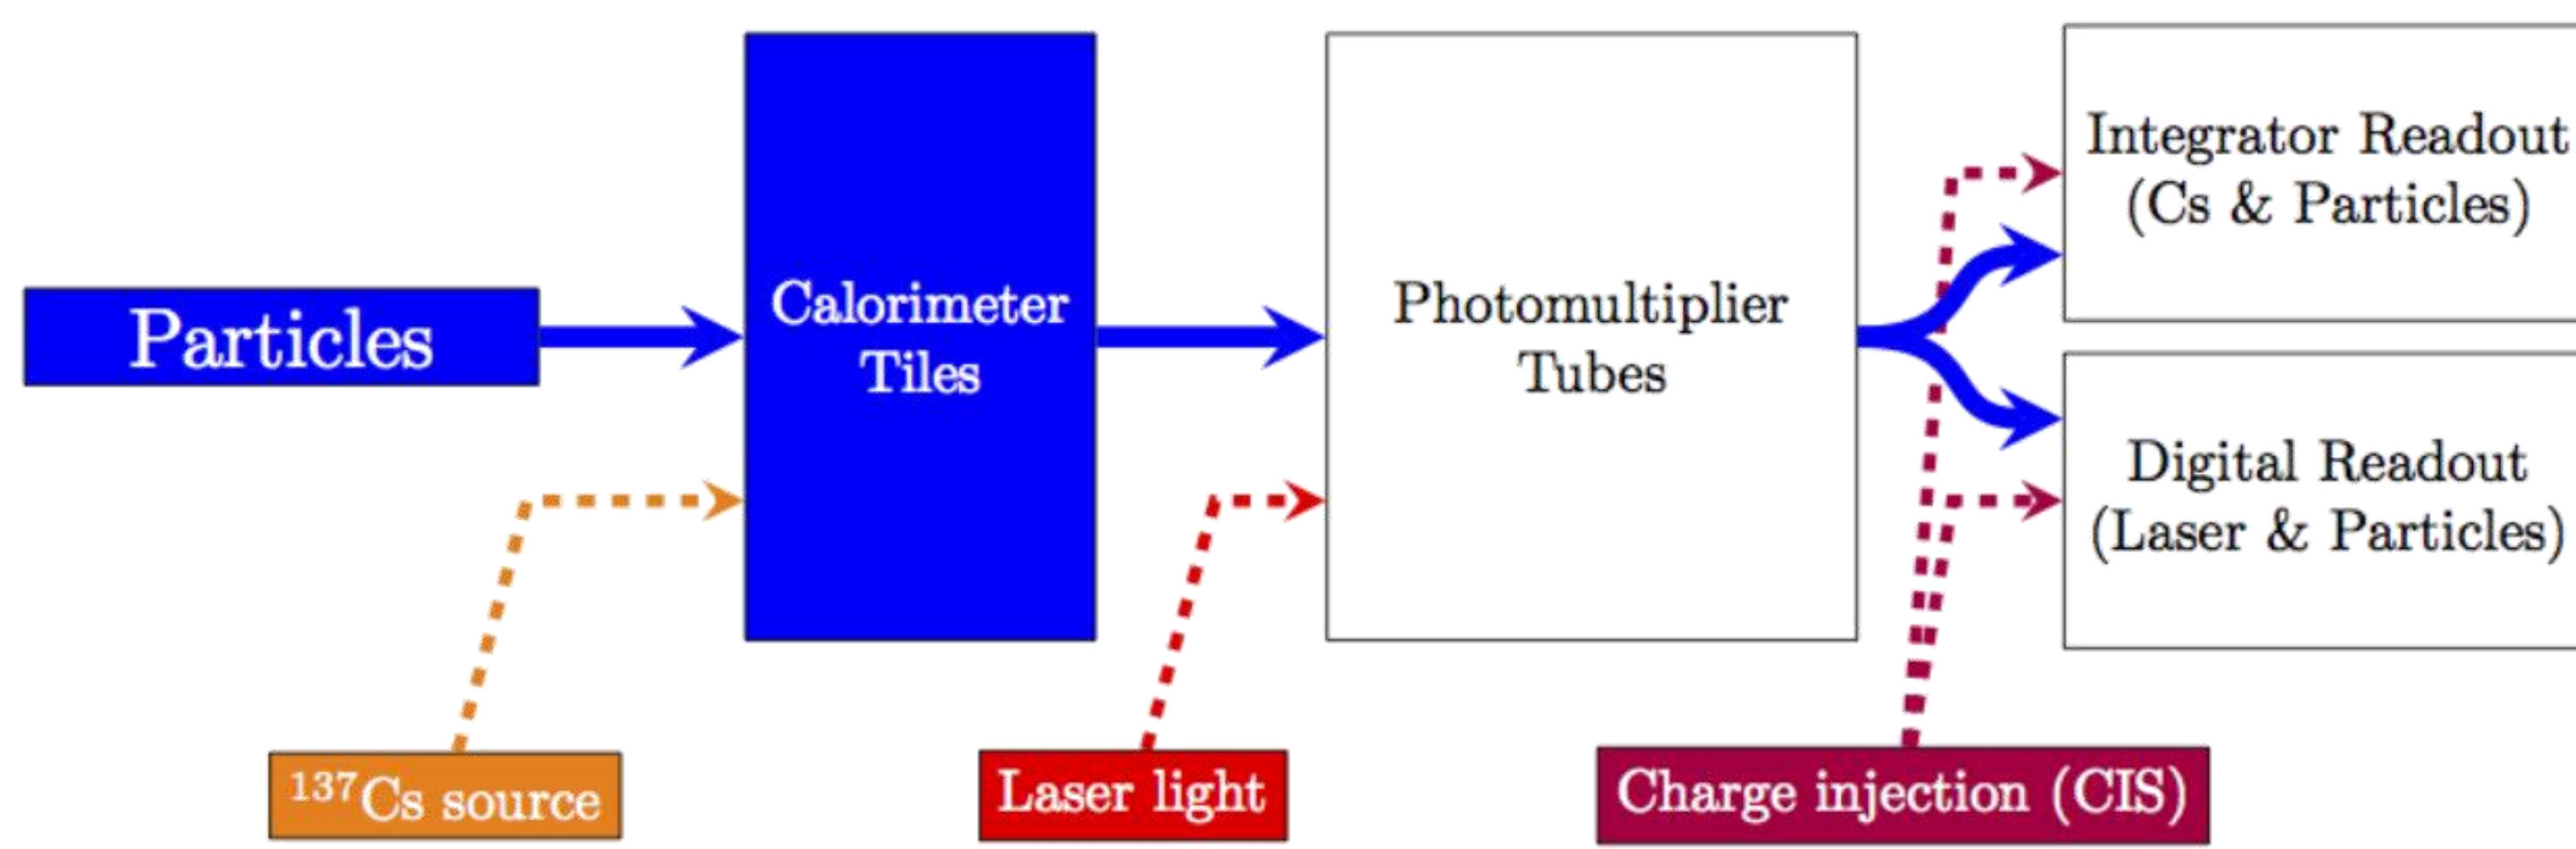 Particles
Calorimeter
Tiles
Photomultiplier
Tubes
Integrator Readout
(Cs & Particles)
Digital Readout
(Laser & Particles)
¹³⁷Cs source
Laser light
Charge injection (CIS)